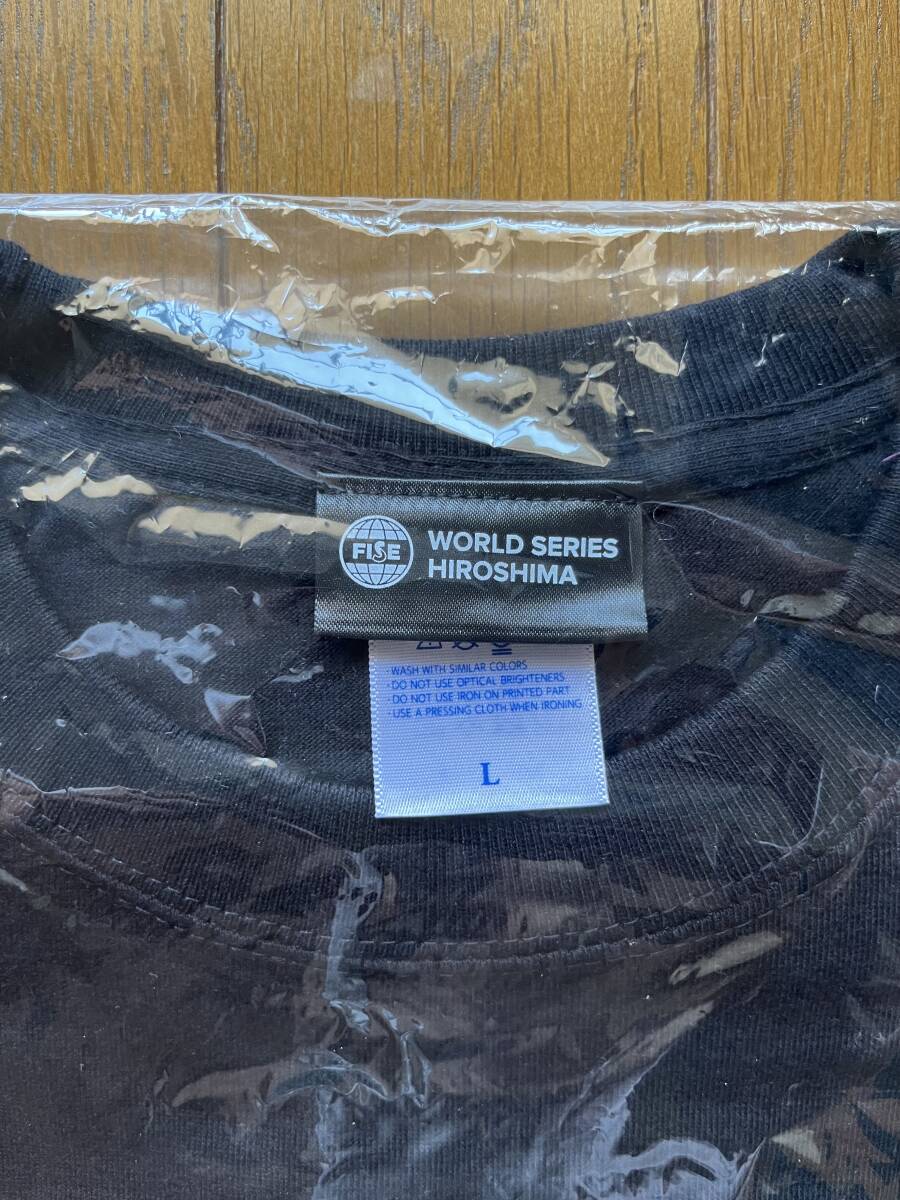 FISE
WORLD SERIES
HIROSHIMA
· WASH WITH SIMILAR COLORS
· DO NOT USE OPTICAL BRIGHTENERS
· DO NOT USE IRON ON PRINTED PART
· USE A PRESSING CLOTH WHEN IRONING
L